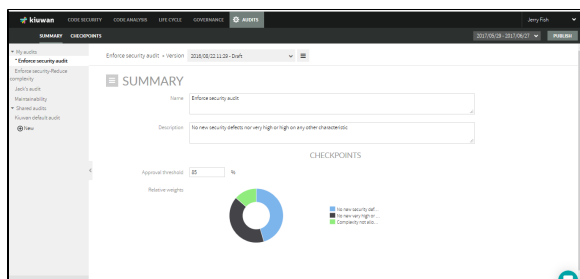 kiuwan CODE SECURITY CODE ANALYSIS LIFE CYCLE GOVERNANCE AUDITS Jerry Fish
SUMMARY CHECKPOINTS 2017/05/28 - 2017/06/27 PUBLISH
My audits
* Enforce security audit
Enforce security-Reduce
complexity
Jack's audit
Maintainability
Shared audits
Kiuwan default audit
New
Enforce security audit » Version 2016/08/22 11:29 - Draft
SUMMARY
Name Enforce security audit
Description No new security defects nor very high or high on any other characteristic
CHECKPOINTS
Approval threshold 85 %
Relative weights
No new security def...
No new very high or ...
Complexity not acc...